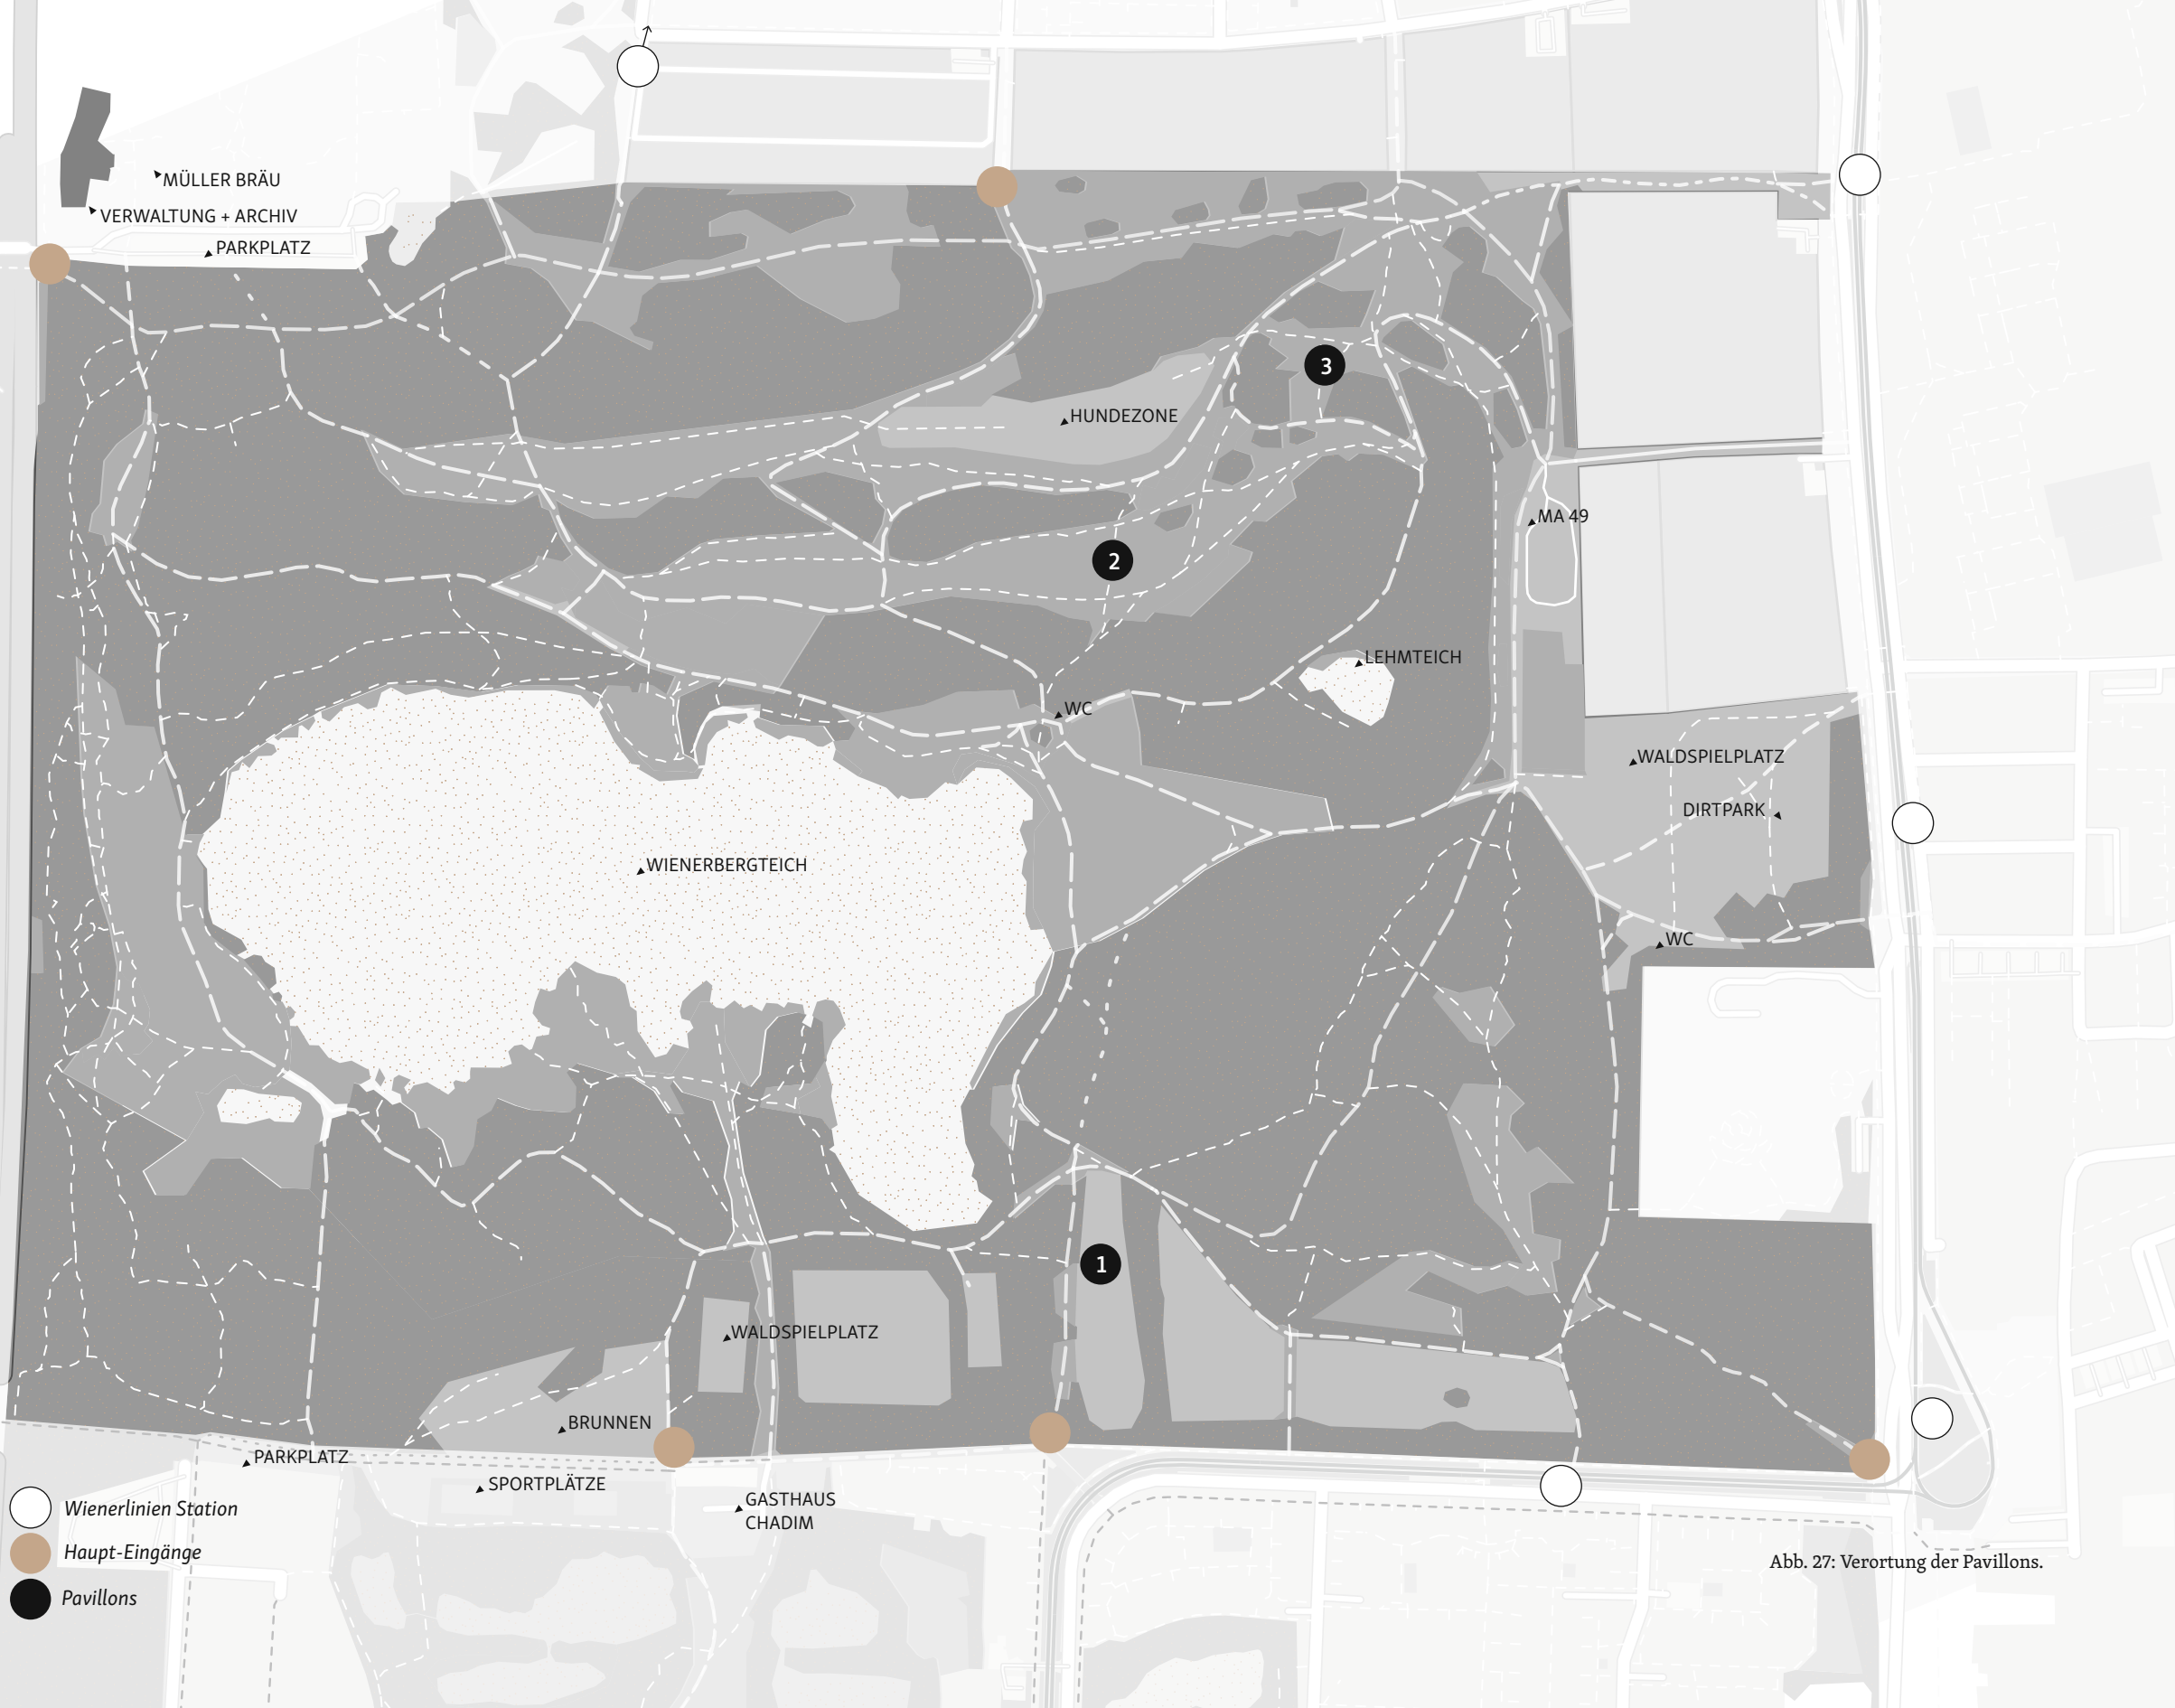 MÜLLER BRÄU
VERWALTUNG + ARCHIV
PARKPLATZ
3
HUNDEZONE
MA 49
2
LEHMTEICH
WC
WALDSPIELPLATZ
DIRTPARK
WIENERBERGTEICH
WC
1
WALDSPIELPLATZ
BRUNNEN
PARKPLATZ
SPORTPLÄTZE
GASTHAUS
CHADIM
Wienerlinien Station
Haupt-Eingänge
Pavillons
Abb. 27: Verortung der Pavillons.